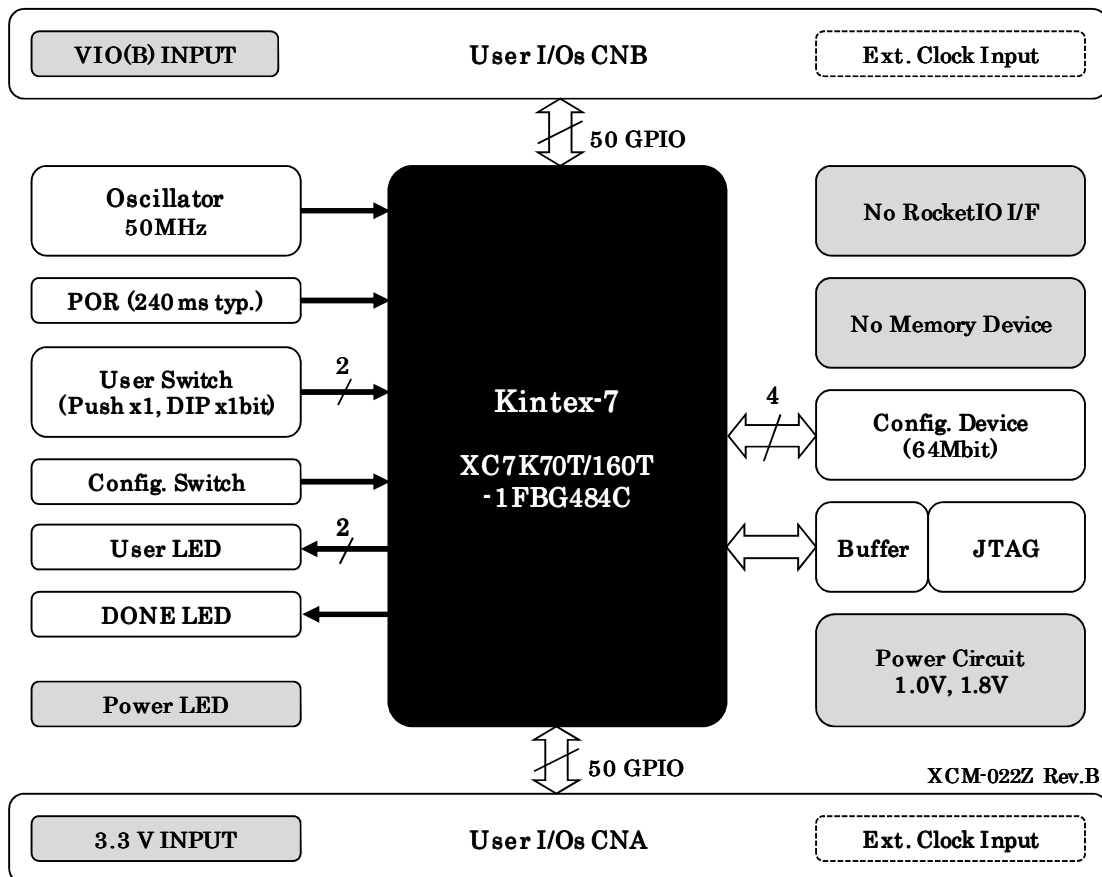 VIO(B) INPUT
User I/Os CNB
Ext. Clock Input
50 GPIO
Oscillator
50MHz
POR (240 ms typ.)
User Switch
(Push x1, DIP x1bit)
2
Config. Switch
User LED
2
DONE LED
Power LED
Kintex-7
XC7K70T/160T
-1FBG484C
No RocketIO I/F
No Memory Device
4
Config. Device
(64Mbit)
Buffer
JTAG
Power Circuit
1.0V, 1.8V
50 GPIO
XCM-022Z Rev.B
3.3 V INPUT
User I/Os CNA
Ext. Clock Input